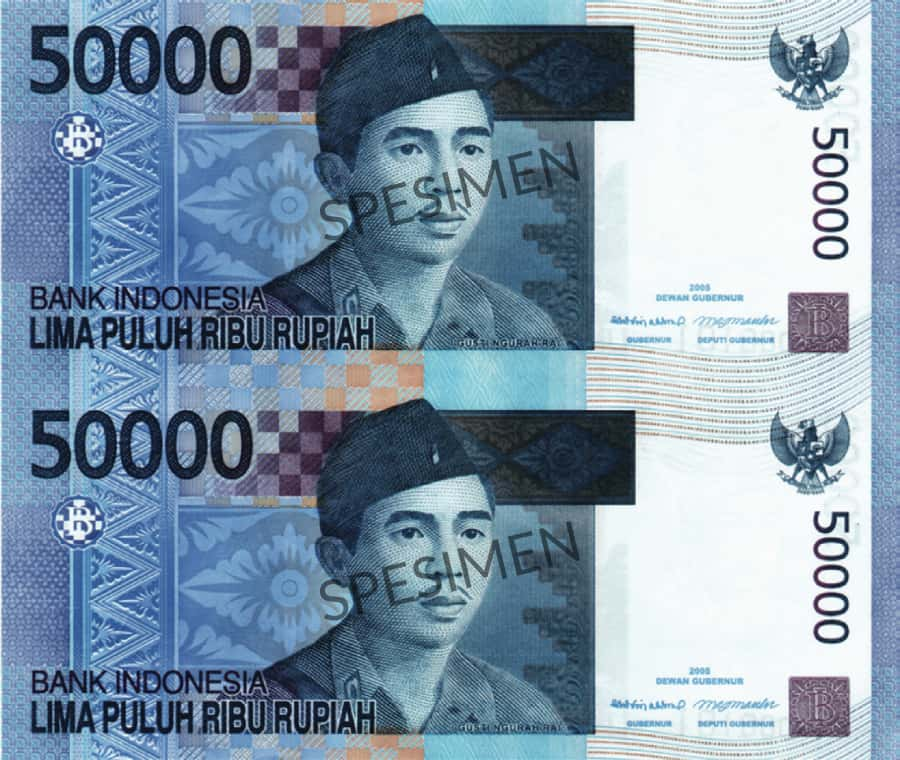 50000
SPESIMEN
50000
BANK INDONESIA
LIMA PULUH RIBU RUPIAH
GUSTI NGURAH RAI
2005
DEWAN GUBERNUR
GUBERNUR DEPUTI GUBERNUR
B
50000
SPESIMEN
50000
BANK INDONESIA
LIMA PULUH RIBU RUPIAH
GUSTI NGURAH RAI
2005
DEWAN GUBERNUR
GUBERNUR DEPUTI GUBERNUR
B